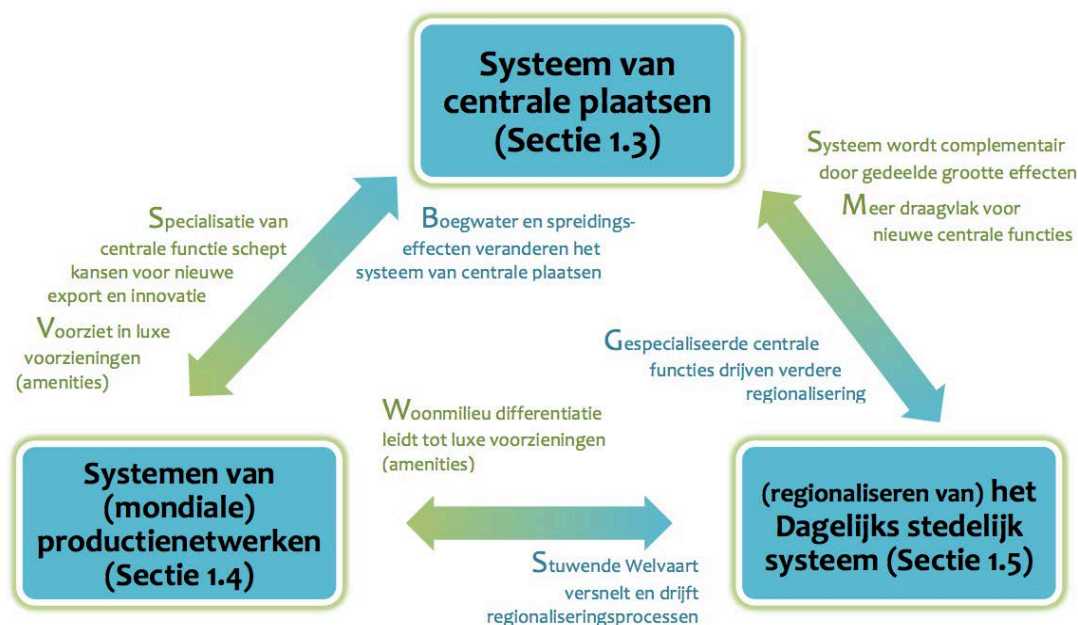 Systeem van
centrale plaatsen
(Sectie 1.3)
Systeem wordt complementair
door gedeelde grootte effecten
Meer draagvlak voor
nieuwe centrale functies
Specialisatie van
centrale functie schept
kansen voor nieuwe
export en innovatie
Voorziet in luxe
voorzieningen
(amenities)
Boegwater en spreidings-
effecten veranderen het
systeem van centrale plaatsen
Gespecialiseerde centrale
functies drijven verdere
regionalisering
Woonmilieu differentiatie
leidt tot luxe voorzieningen
(amenities)
Systemen van
(mondiale)
productienetwerken
(Sectie 1.4)
(regionaliseren van) het
Dagelijks stedelijk
systeem (Sectie 1.5)
Stuwende Welvaart
versnelt en drijft
regionaliseringsprocessen